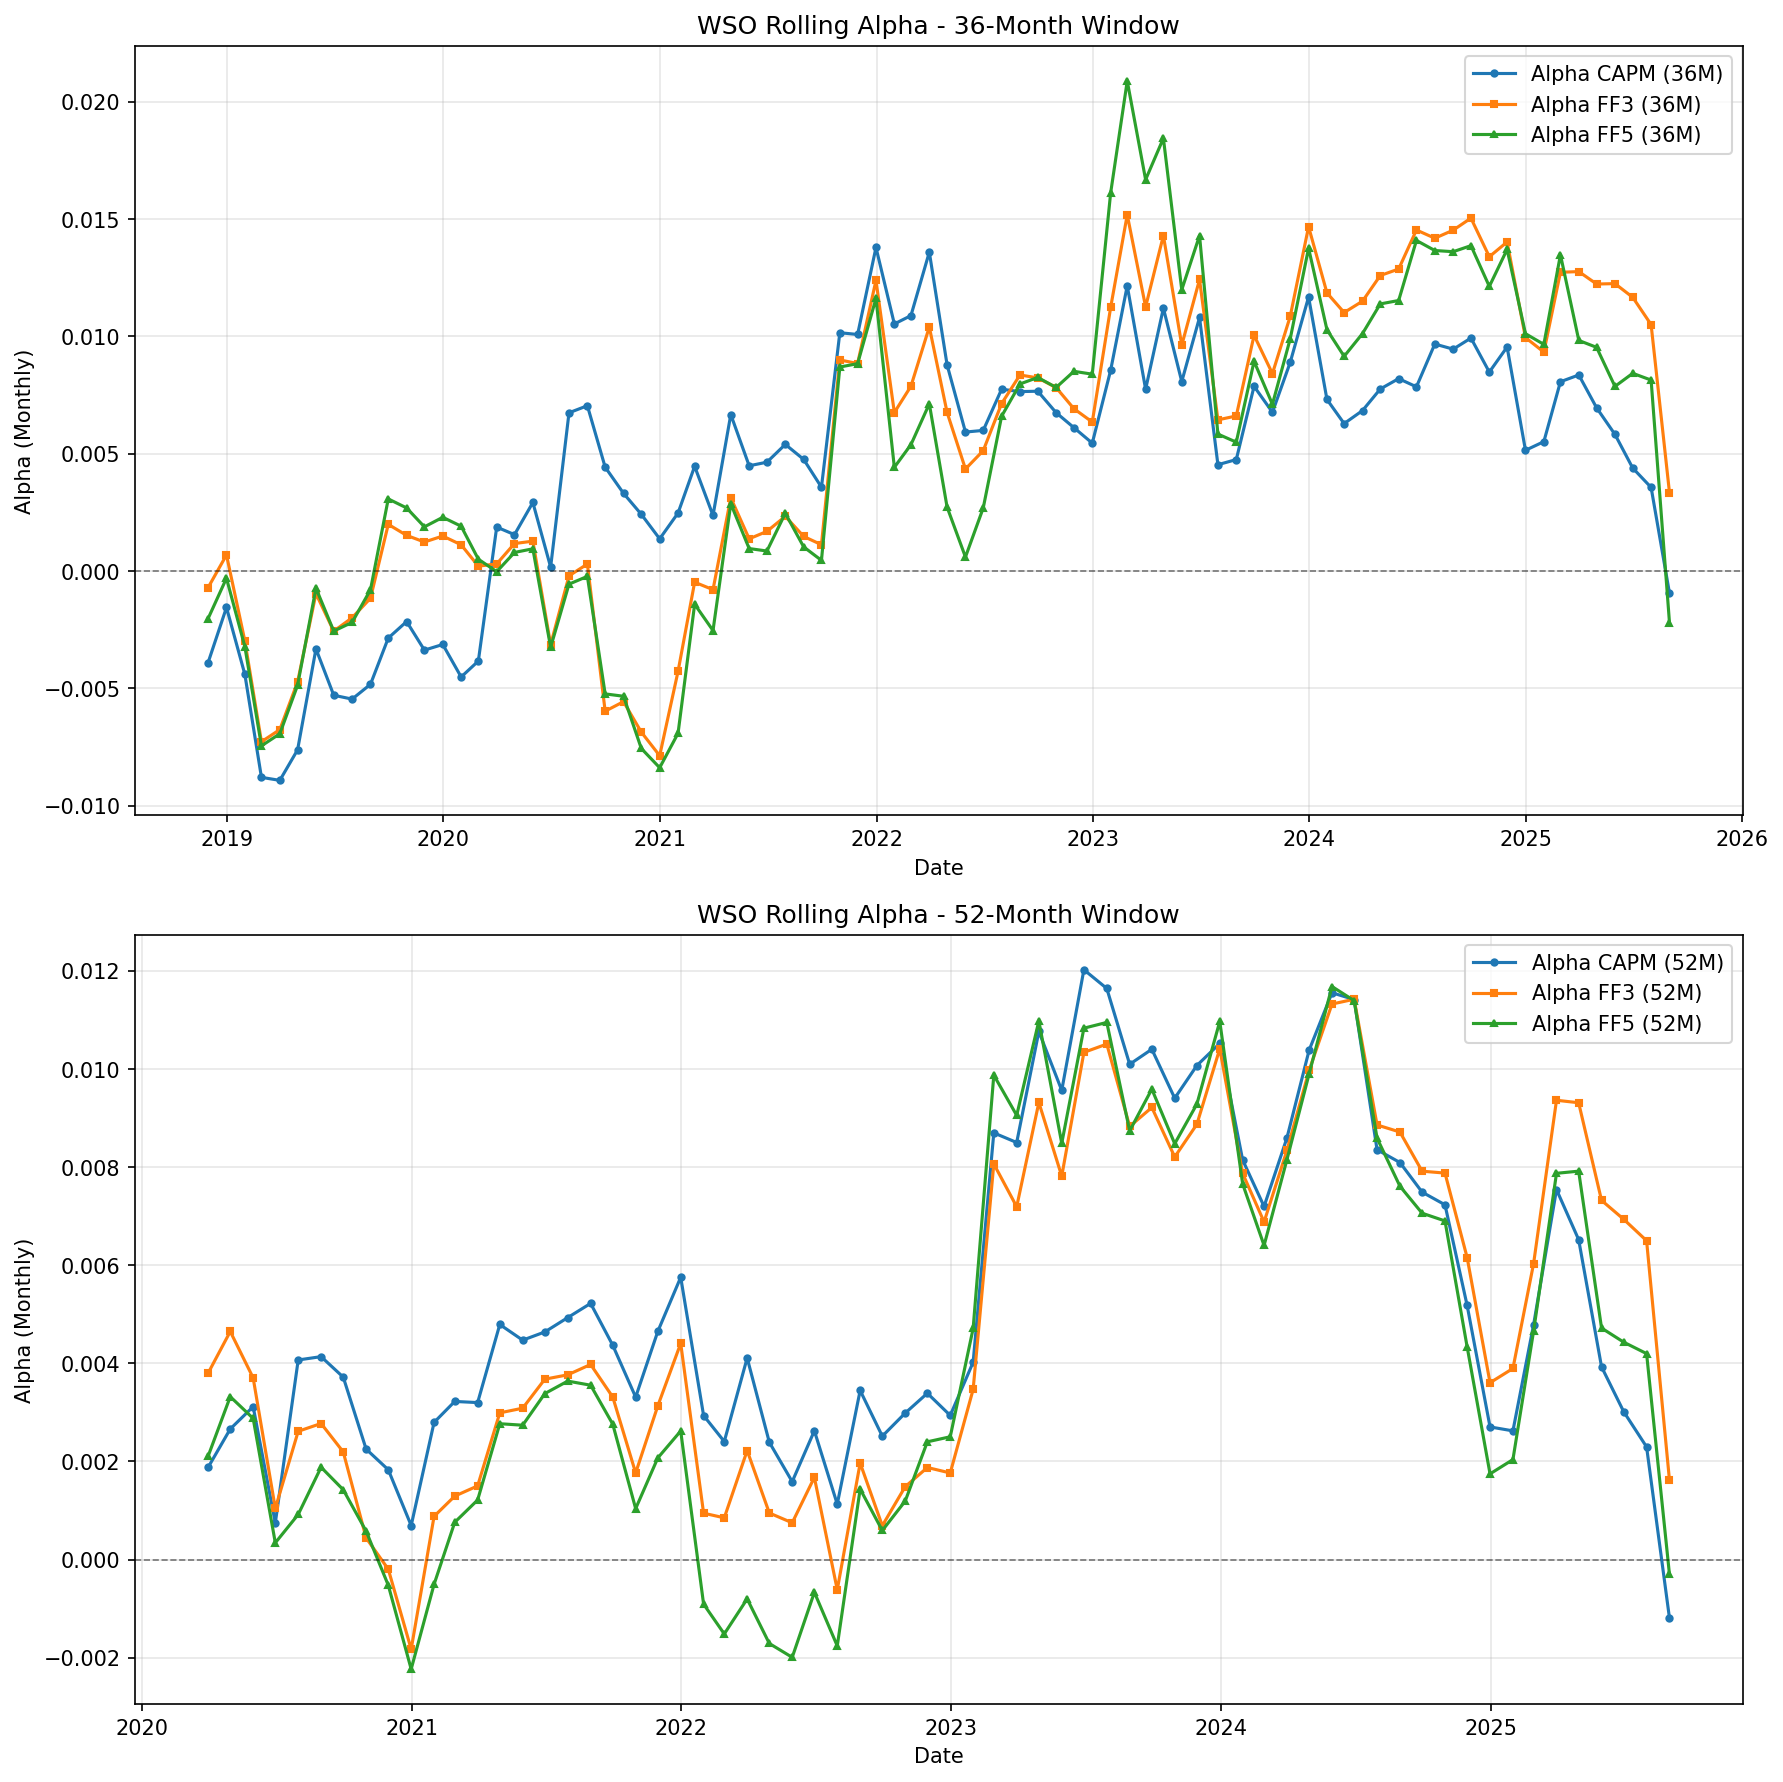 WSO Rolling Alpha - 36-Month Window
Alpha CAPM (36M)
Alpha FF3 (36M)
Alpha FF5 (36M)
Alpha (Monthly)
0.020
0.015
0.010
0.005
0.000
−0.005
−0.010
2019 2020 2021 2022 2023 2024 2025 2026
Date
WSO Rolling Alpha - 52-Month Window
Alpha CAPM (52M)
Alpha FF3 (52M)
Alpha FF5 (52M)
Alpha (Monthly)
0.012
0.010
0.008
0.006
0.004
0.002
0.000
−0.002
2020 2021 2022 2023 2024 2025
Date